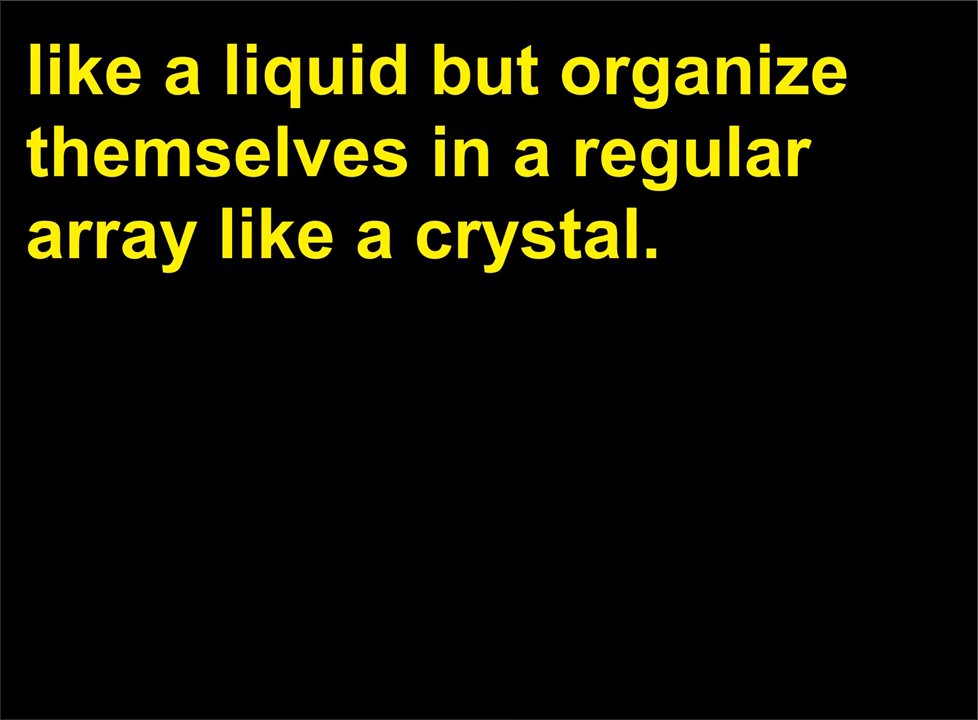 like a liquid but organize
themselves in a regular
array like a crystal.